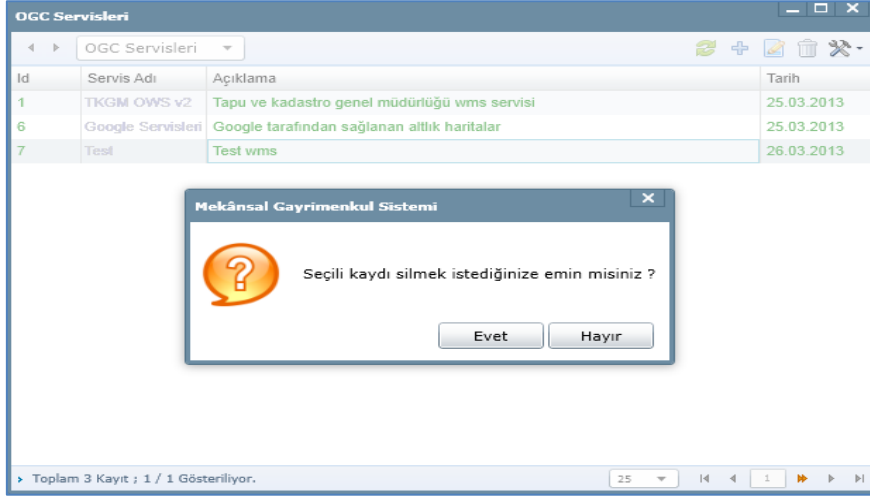 OGC Servisleri
OGC Servisleri
Id Servis Adı Açıklama Tarih
1 TKGM OWS v2 Tapu ve kadastro genel müdürlüğü wms servisi 25.03.2013
6 Google Servisleri Google tarafından sağlanan altlık haritalar 25.03.2013
7 Test Test wms 26.03.2013
Mekânsal Gayrimenkul Sistemi
Seçili kaydı silmek istediğinize emin misiniz ?
Evet Hayır
Toplam 3 Kayıt ; 1 / 1 Gösteriliyor. 25 1